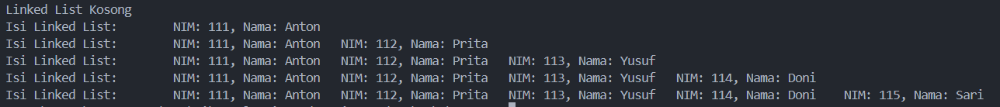 Linked List Kosong
Isi Linked List: NIM: 111, Nama: Anton
Isi Linked List: NIM: 111, Nama: Anton NIM: 112, Nama: Prita
Isi Linked List: NIM: 111, Nama: Anton NIM: 112, Nama: Prita NIM: 113, Nama: Yusuf
Isi Linked List: NIM: 111, Nama: Anton NIM: 112, Nama: Prita NIM: 113, Nama: Yusuf NIM: 114, Nama: Doni
Isi Linked List: NIM: 111, Nama: Anton NIM: 112, Nama: Prita NIM: 113, Nama: Yusuf NIM: 114, Nama: Doni NIM: 115, Nama: Sari